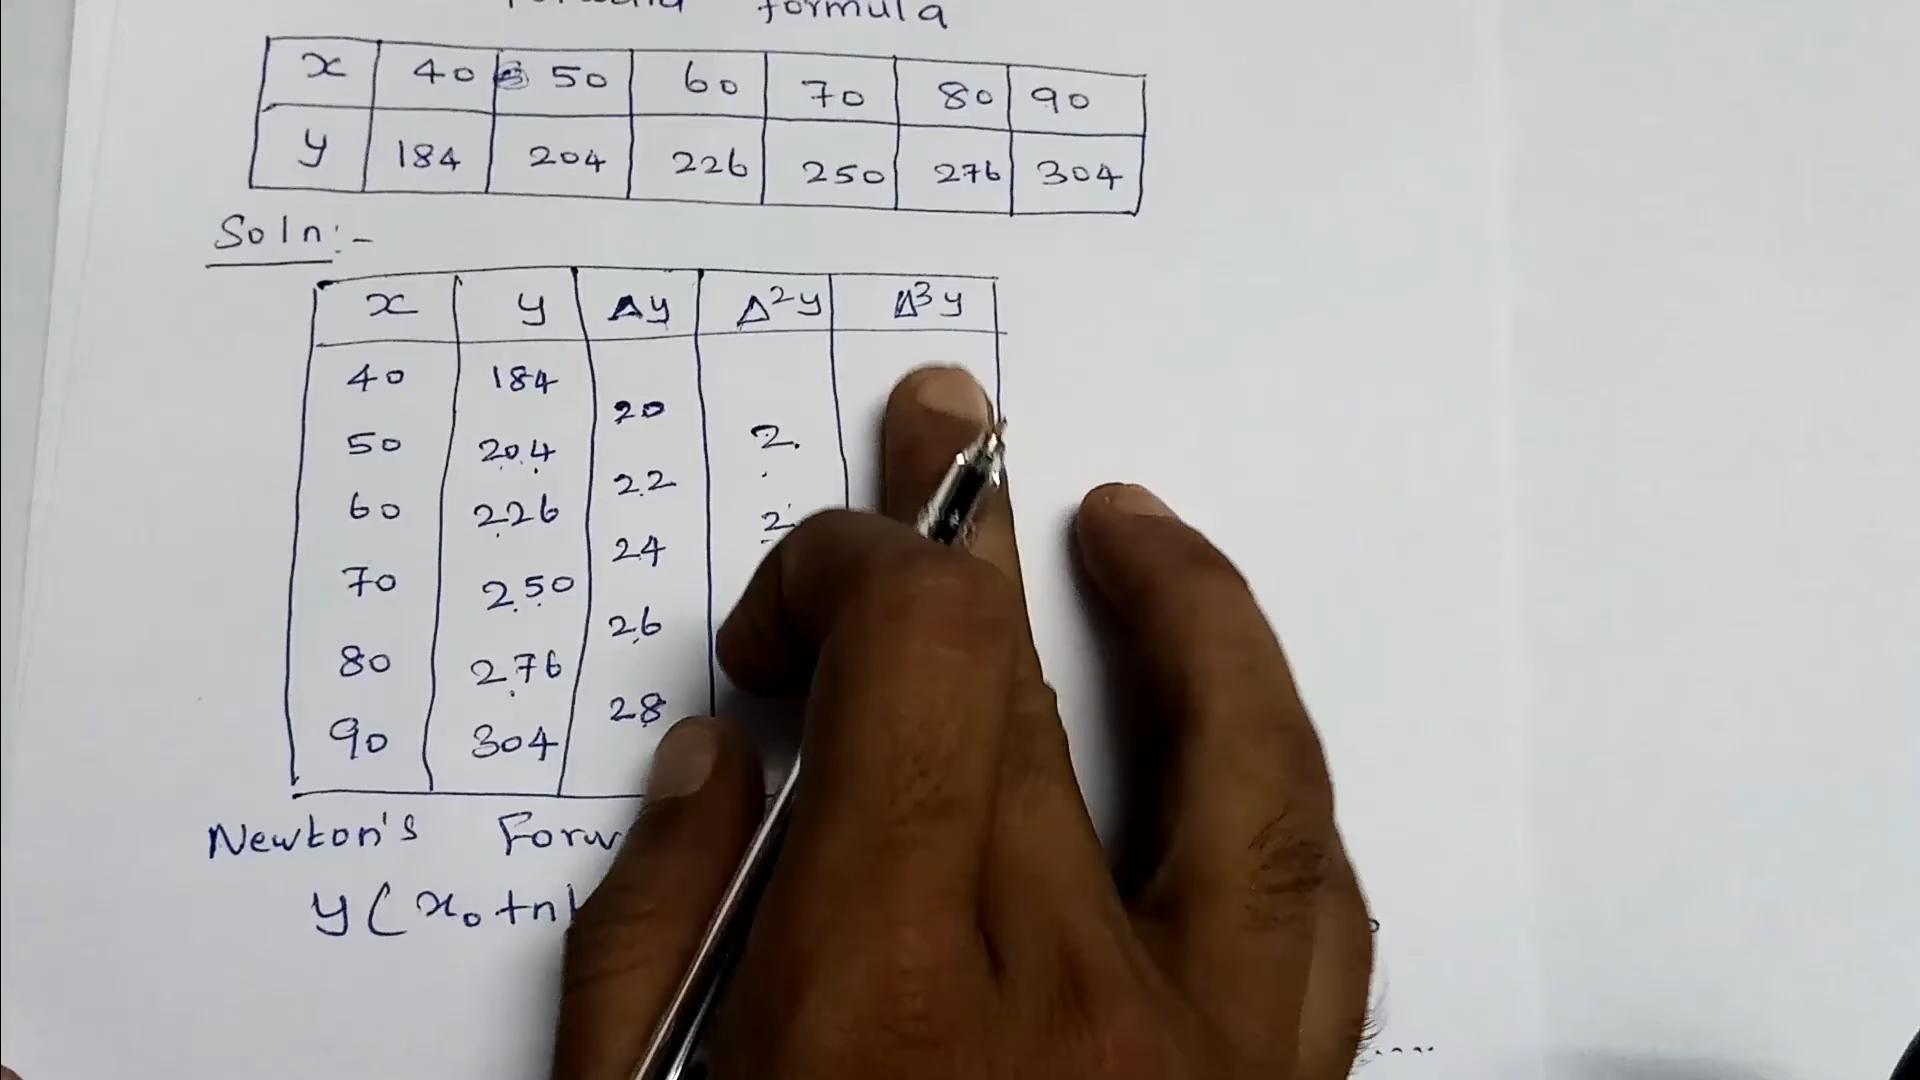 formula
x 40 50 60 70 80 90
y 184 204 226 250 276 304
Soln:-
x y Δy Δ²y Δ³y
40 184
20
50 204 2
22
60 226 2
24
70 250
26
80 276
28
90 304
Newton's Forw
y(x₀+n